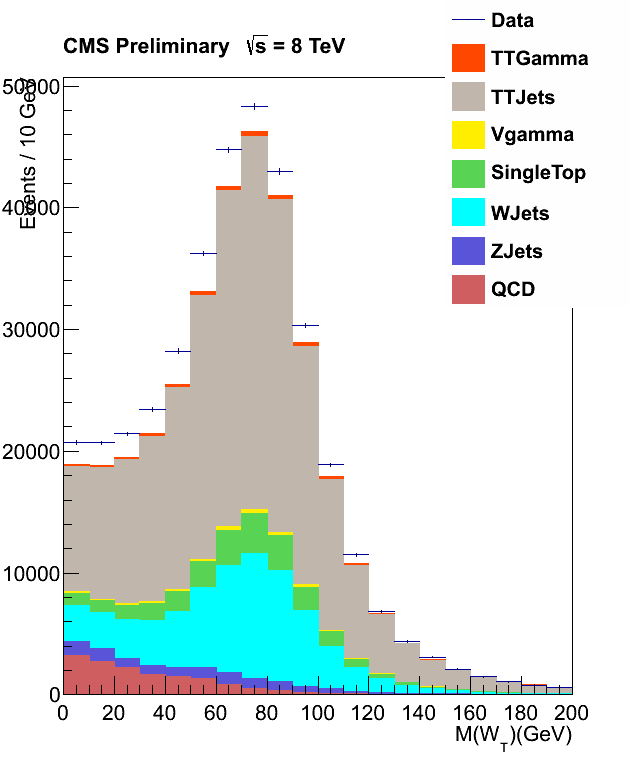 CMS Preliminary √s = 8 TeV
Data
TTGamma
TTJets
Vgamma
SingleTop
WJets
ZJets
QCD
Events / 10 GeV
50000
40000
30000
20000
10000
0
0 20 40 60 80 100 120 140 160 180 200
M(W_T)(GeV)